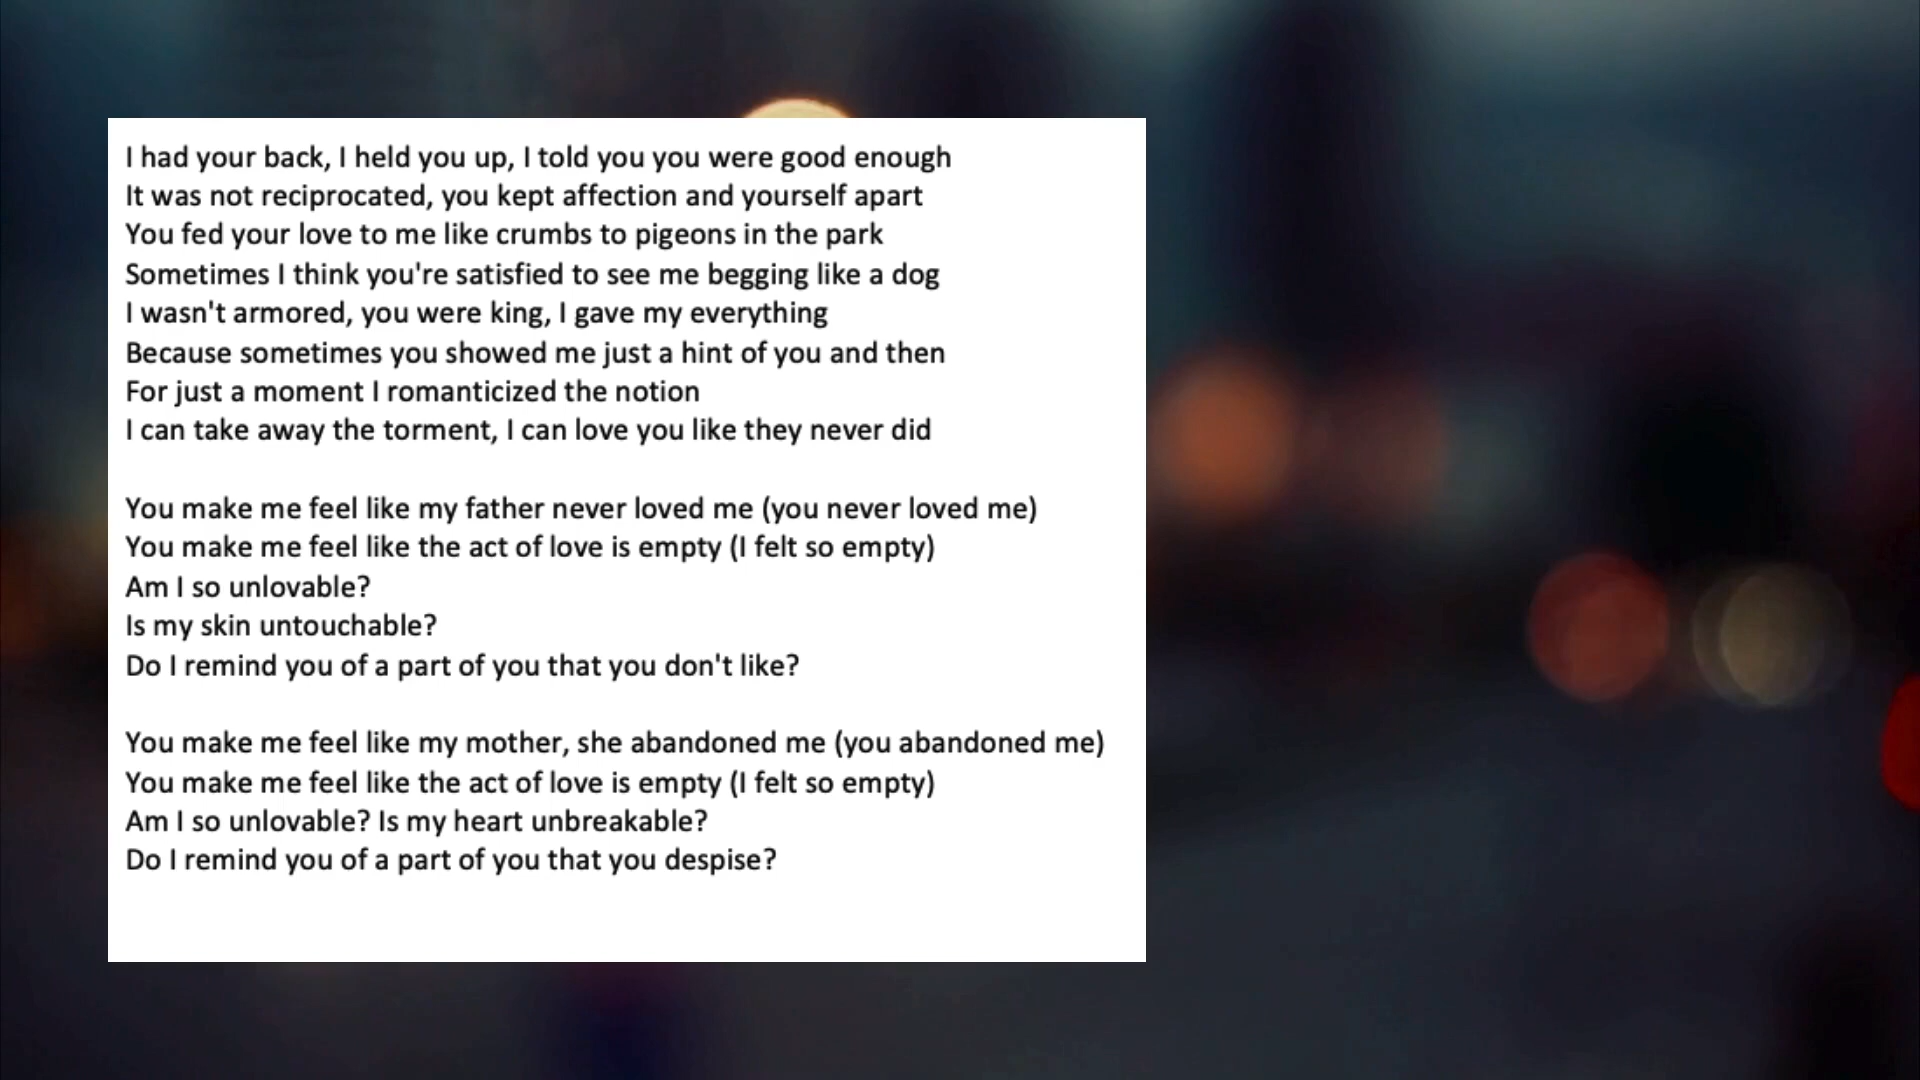 I had your back, I held you up, I told you you were good enough
It was not reciprocated, you kept affection and yourself apart
You fed your love to me like crumbs to pigeons in the park
Sometimes I think you're satisfied to see me begging like a dog
I wasn't armored, you were king, I gave my everything
Because sometimes you showed me just a hint of you and then
For just a moment I romanticized the notion
I can take away the torment, I can love you like they never did

You make me feel like my father never loved me (you never loved me)
You make me feel like the act of love is empty (I felt so empty)
Am I so unlovable?
Is my skin untouchable?
Do I remind you of a part of you that you don't like?

You make me feel like my mother, she abandoned me (you abandoned me)
You make me feel like the act of love is empty (I felt so empty)
Am I so unlovable? Is my heart unbreakable?
Do I remind you of a part of you that you despise?